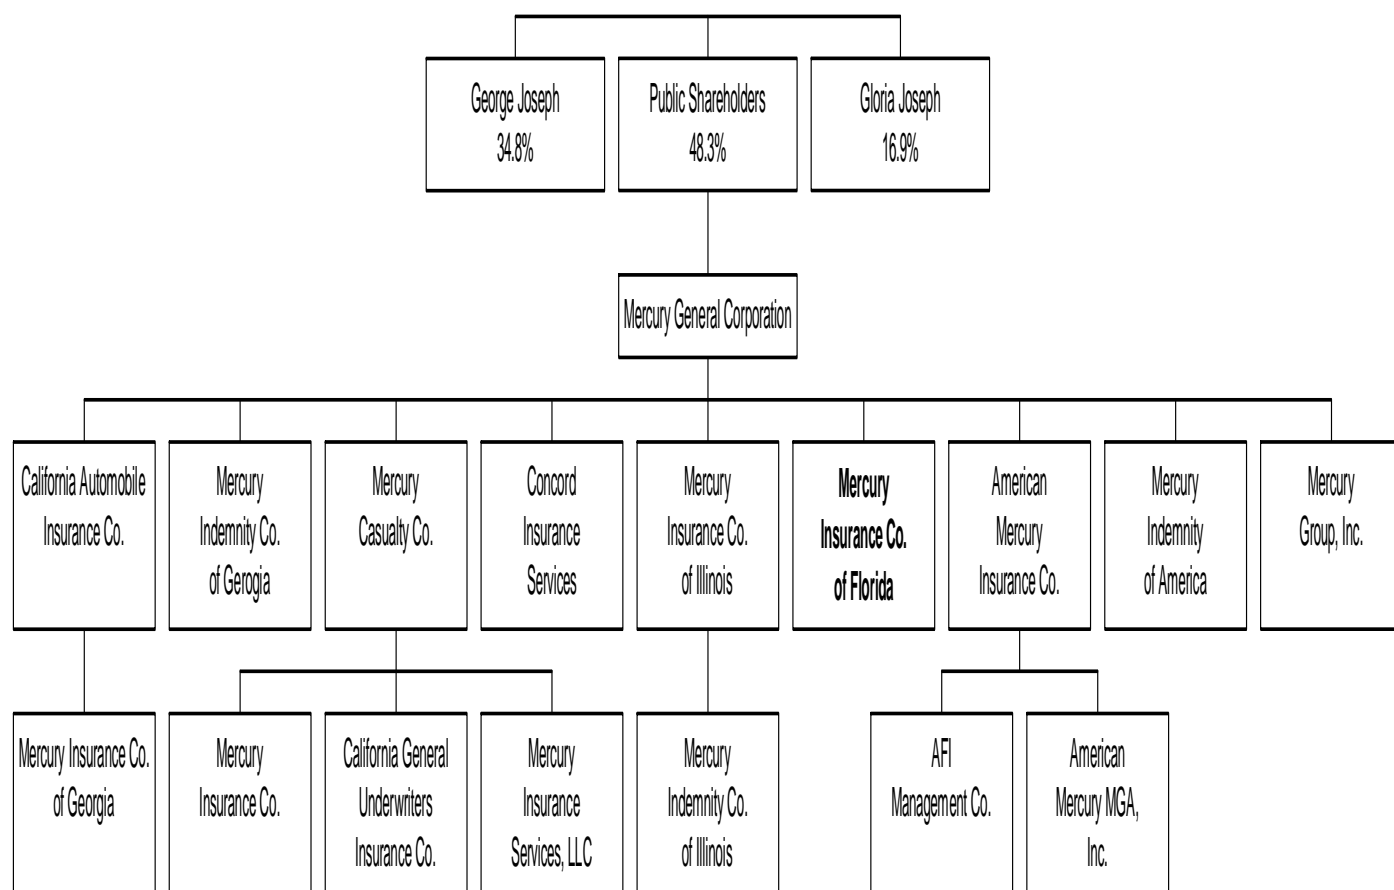 George Joseph
34.8%
Public Shareholders
48.3%
Gloria Joseph
16.9%
Mercury General Corporation
California Automobile
Insurance Co.
Mercury
Indemnity Co.
of Gerogia
Mercury
Casualty Co.
Concord
Insurance
Services
Mercury
Insurance Co.
of Illinois
Mercury
Insurance Co.
of Florida
American
Mercury
Insurance Co.
Mercury
Indemnity
of America
Mercury
Group, Inc.
Mercury Insurance Co.
of Georgia
Mercury
Insurance Co.
California General
Underwriters
Insurance Co.
Mercury
Insurance
Services, LLC
Mercury
Indemnity Co.
of Illinois
AFI
Management Co.
American
Mercury MGA,
Inc.